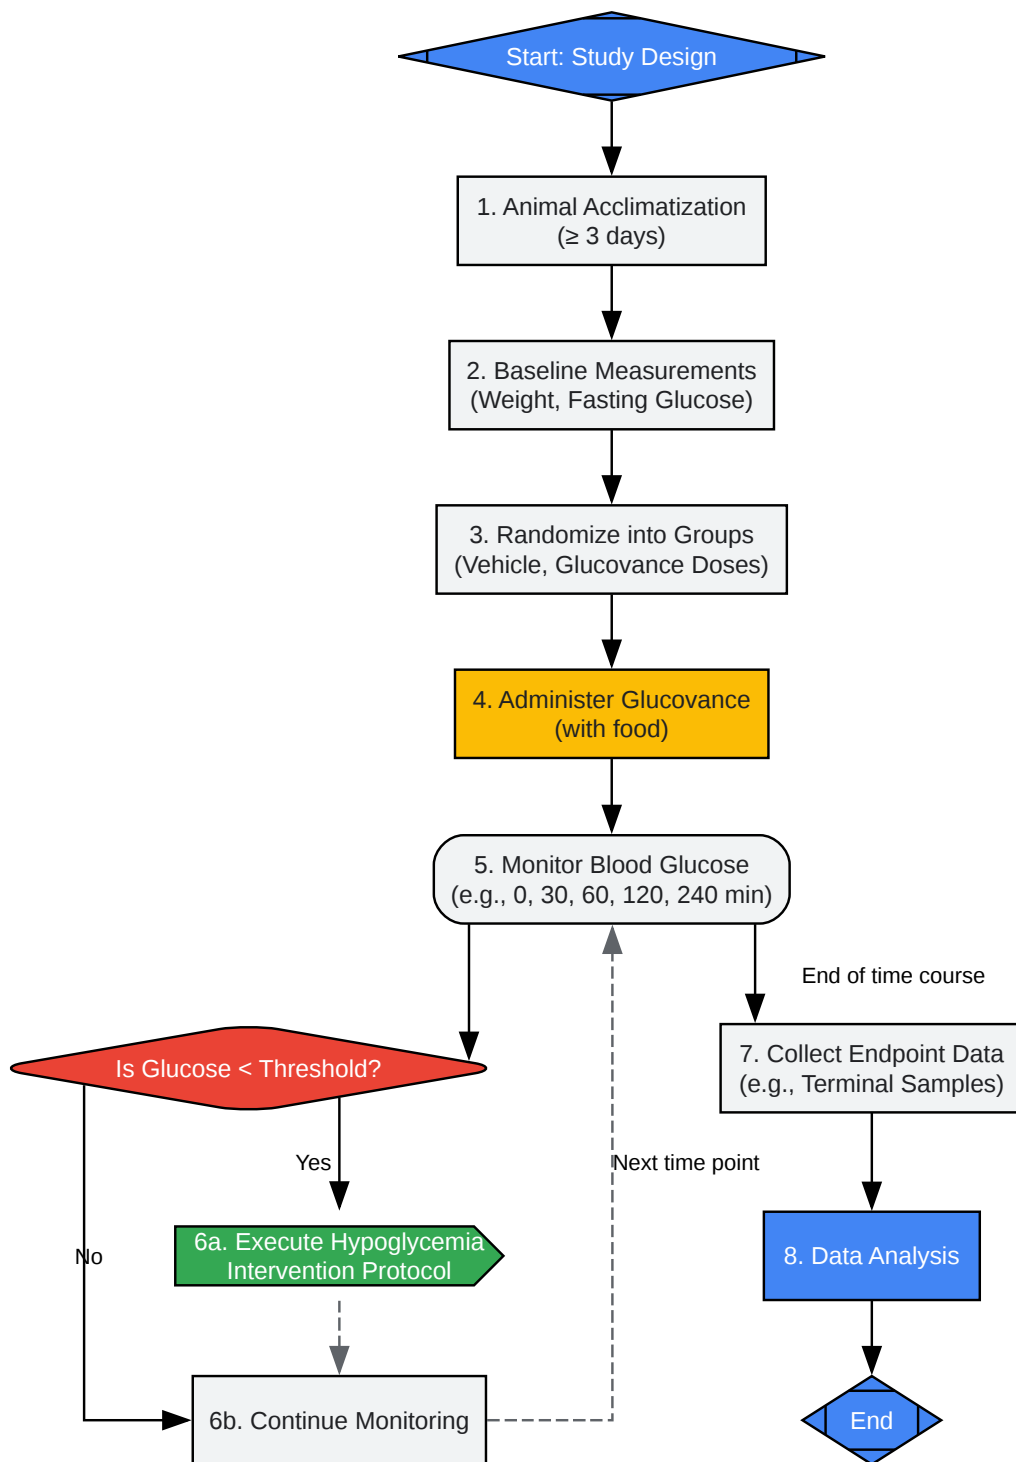 Start: Study Design
1. Animal Acclimatization
(≥ 3 days)
2. Baseline Measurements
(Weight, Fasting Glucose)
3. Randomize into Groups
(Vehicle, Glucovance Doses)
4. Administer Glucovance
(with food)
5. Monitor Blood Glucose
(e.g., 0, 30, 60, 120, 240 min)
End of time course
Is Glucose < Threshold?
7. Collect Endpoint Data
(e.g., Terminal Samples)
Yes
Next time point
No
6a. Execute Hypoglycemia
Intervention Protocol
8. Data Analysis
6b. Continue Monitoring
End